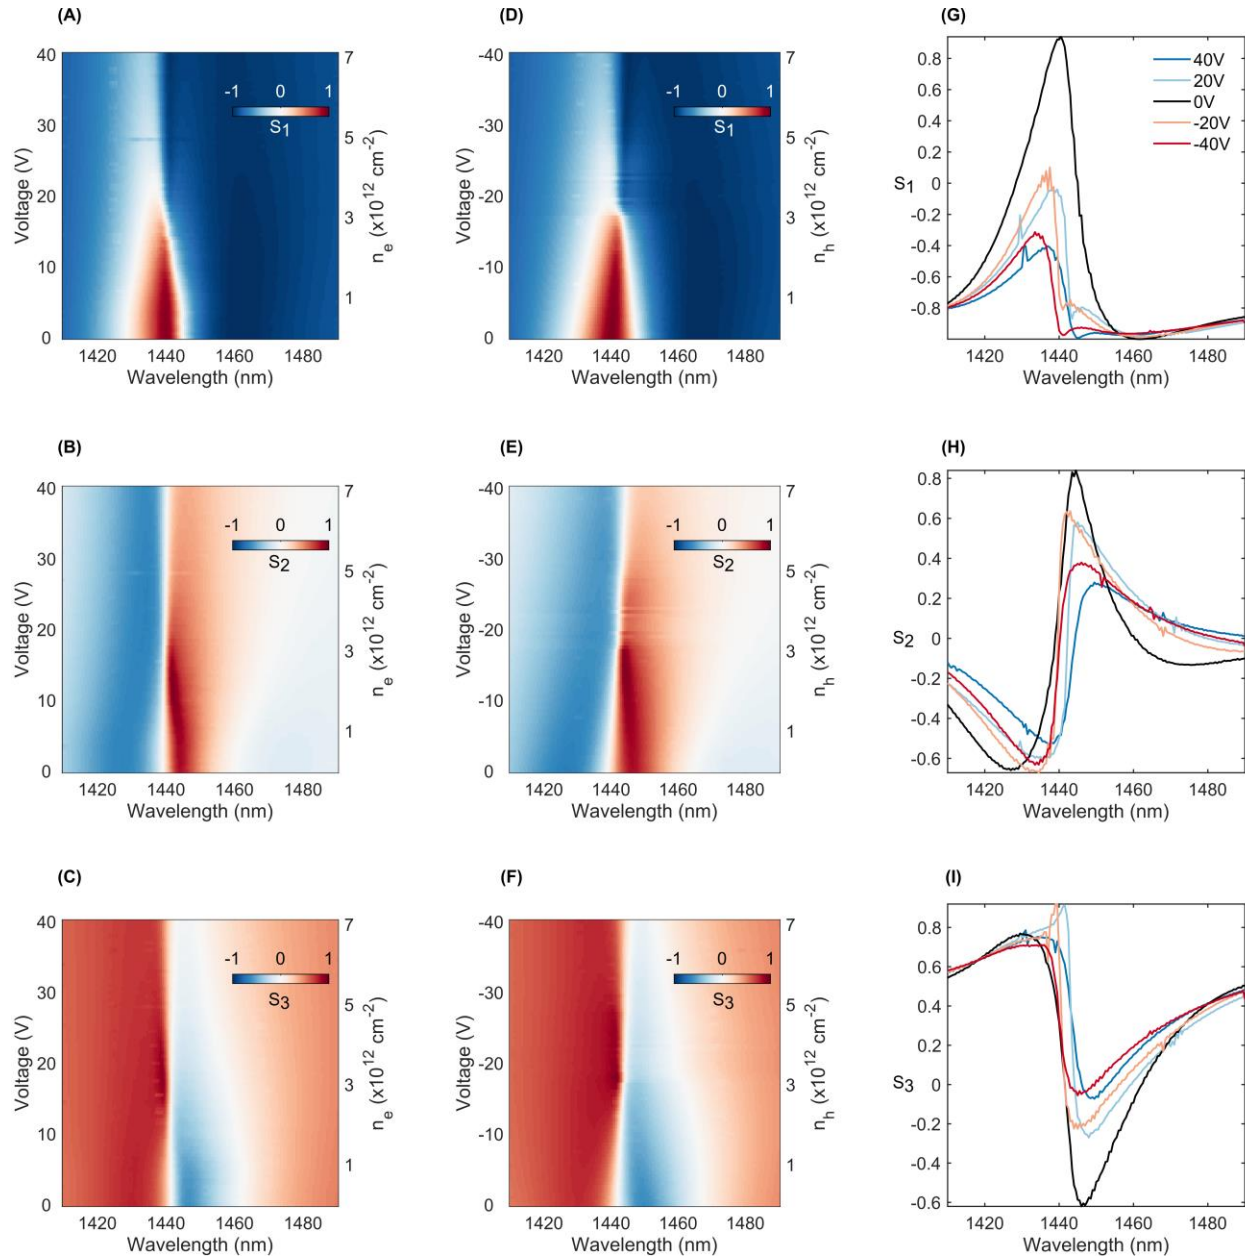 (A)
40
30
20
10
0
Voltage (V)
1420 1440 1460 1480
Wavelength (nm)
7
5
3
1
n_e (x10^12 cm^-2)
-1 0 1
S_1
(D)
-40
-30
-20
-10
0
Voltage (V)
1420 1440 1460 1480
Wavelength (nm)
7
5
3
1
n_h (x10^12 cm^-2)
-1 0 1
S_1
(G)
0.8
0.6
0.4
0.2
0
-0.2
-0.4
-0.6
-0.8
S_1
1420 1440 1460 1480
Wavelength (nm)
40V
20V
0V
-20V
-40V
(B)
40
30
20
10
0
Voltage (V)
1420 1440 1460 1480
Wavelength (nm)
7
5
3
1
n_e (x10^12 cm^-2)
-1 0 1
S_2
(E)
-40
-30
-20
-10
0
Voltage (V)
1420 1440 1460 1480
Wavelength (nm)
7
5
3
1
n_h (x10^12 cm^-2)
-1 0 1
S_2
(H)
0.8
0.6
0.4
0.2
0
-0.2
-0.4
-0.6
S_2
1420 1440 1460 1480
Wavelength (nm)
(C)
40
30
20
10
0
Voltage (V)
1420 1440 1460 1480
Wavelength (nm)
7
5
3
1
n_e (x10^12 cm^-2)
-1 0 1
S_3
(F)
-40
-30
-20
-10
0
Voltage (V)
1420 1440 1460 1480
Wavelength (nm)
7
5
3
1
n_h (x10^12 cm^-2)
-1 0 1
S_3
(I)
0.8
0.6
0.4
0.2
0
-0.2
-0.4
-0.6
S_3
1420 1440 1460 1480
Wavelength (nm)